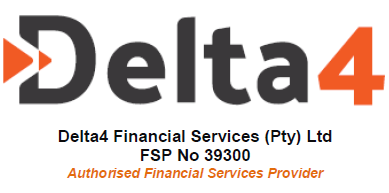 Delta4
Delta4 Financial Services (Pty) Ltd
FSP No 39300
Authorised Financial Services Provider